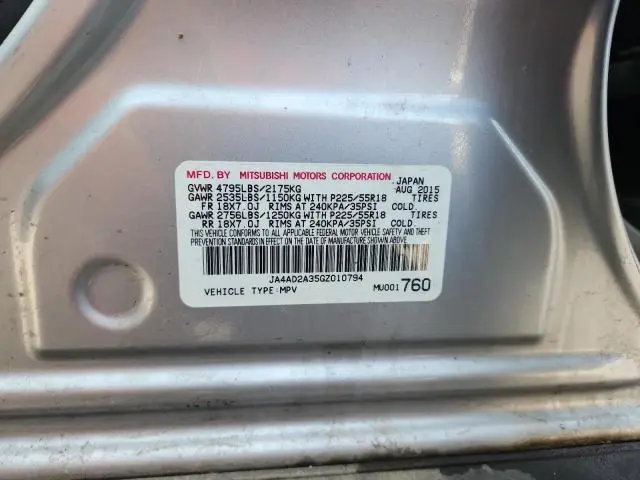 MFD. BY MITSUBISHI MOTORS CORPORATION, JAPAN
GVWR 4795LBS/2175KG AUG 2015
GAWR 2535LBS/1150KG WITH P225/55R18 TIRES
FR 18X7.0J RIMS AT 240KPA/35PSI COLD.
GAWR 2756LBS/1250KG WITH P225/55R18 TIRES
RR 18X7.0J RIMS AT 240KPA/35PSI COLD.
THIS VEHICLE CONFORMS TO ALL APPLICABLE FEDERAL MOTOR VEHICLE SAFETY, BUMPER AND THEFT
PREVENTION STANDARDS IN EFFECT ON THE DATE OF MANUFACTURE SHOWN ABOVE.
JA4AD2A35GZ010794
VEHICLE TYPE:MPV MU001760